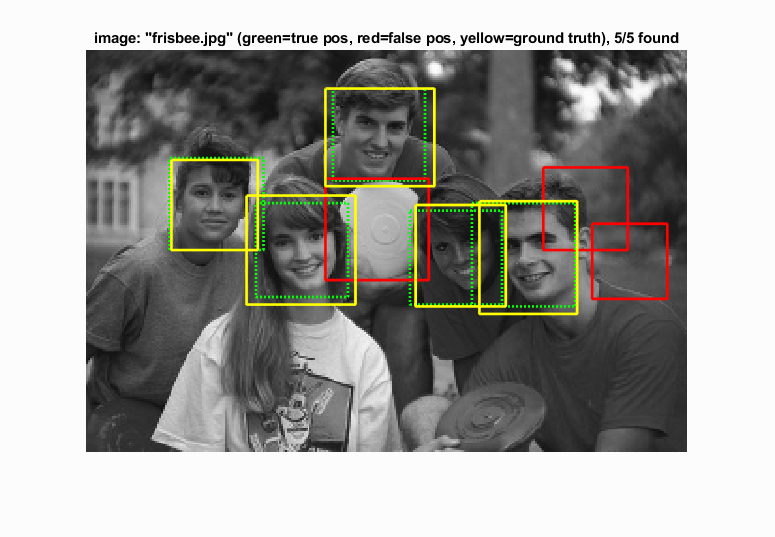 image: "frisbee.jpg" (green=true pos, red=false pos, yellow=ground truth), 5/5 found